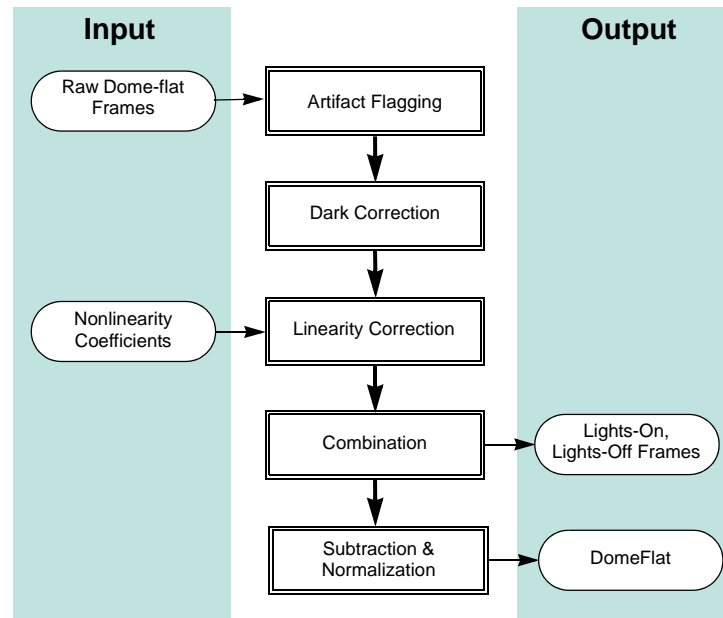 Input
Output
Raw Dome-flat
Frames
Artifact Flagging
Dark Correction
Nonlinearity
Coefficients
Linearity Correction
Combination
Lights-On,
Lights-Off Frames
Subtraction &
Normalization
DomeFlat